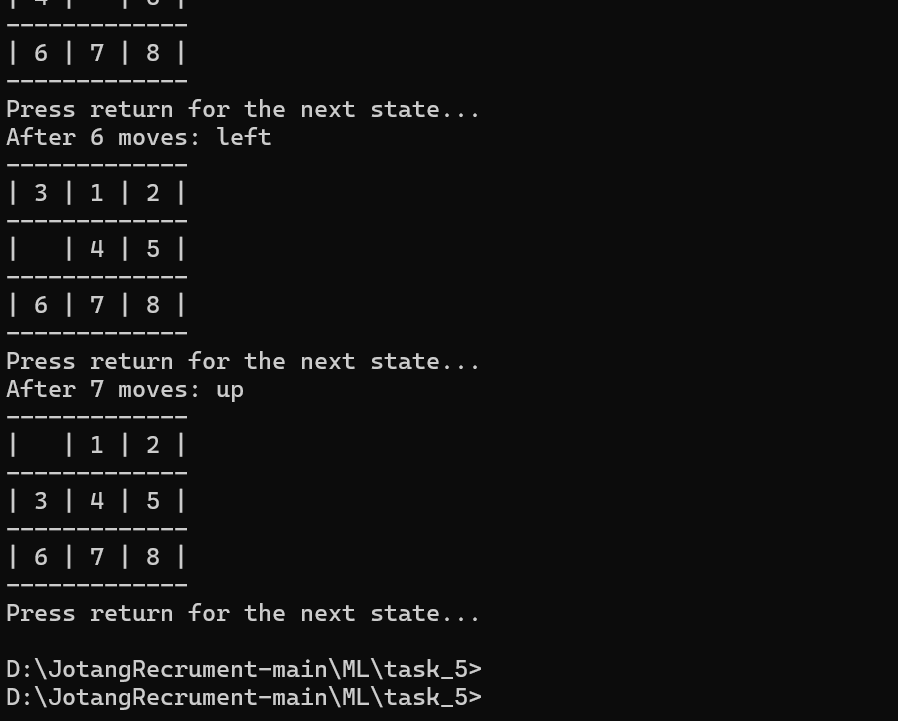 | 4 |   | 5 |
-------------
| 6 | 7 | 8 |
-------------
Press return for the next state...
After 6 moves: left
-------------
| 3 | 1 | 2 |
-------------
|   | 4 | 5 |
-------------
| 6 | 7 | 8 |
-------------
Press return for the next state...
After 7 moves: up
-------------
|   | 1 | 2 |
-------------
| 3 | 4 | 5 |
-------------
| 6 | 7 | 8 |
-------------
Press return for the next state...
D:\JotangRecrument-main\ML\task_5>
D:\JotangRecrument-main\ML\task_5>